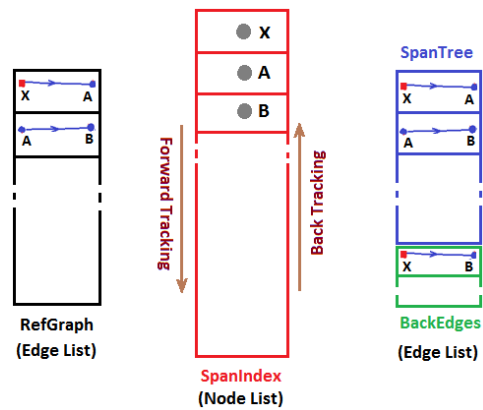 X
A
B
X
A
A
B
Forward Tracking
Back Tracking
SpanTree
X
A
A
B
X
B
RefGraph
(Edge List)
SpanIndex
(Node List)
BackEdges
(Edge List)